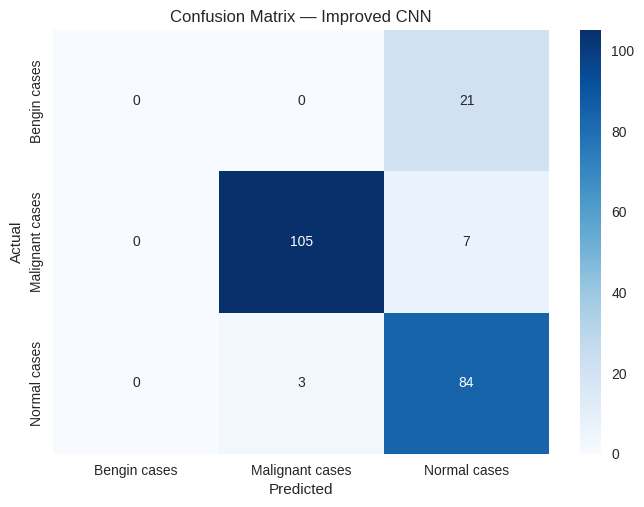 Confusion Matrix — Improved CNN
Bengin cases
Malignant cases
Normal cases
Actual
0 0 21
0 105 7
0 3 84
Bengin cases Malignant cases Normal cases
Predicted
100
80
60
40
20
0